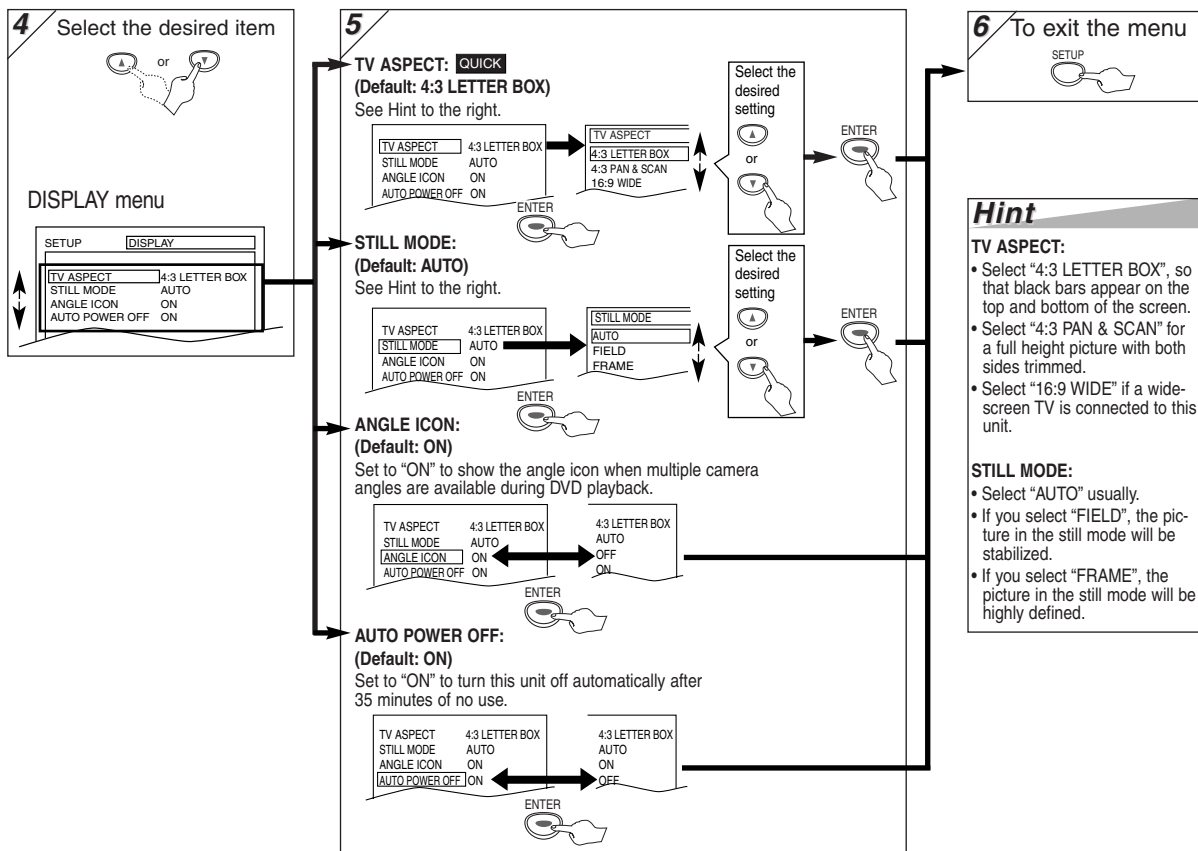 4 Select the desired item
or
DISPLAY menu
SETUP DISPLAY
TV ASPECT 4:3 LETTER BOX
STILL MODE AUTO
ANGLE ICON ON
AUTO POWER OFF ON
5
TV ASPECT: QUICK
(Default: 4:3 LETTER BOX)
See Hint to the right.
TV ASPECT 4:3 LETTER BOX
STILL MODE AUTO
ANGLE ICON ON
AUTO POWER OFF ON
ENTER
TV ASPECT
4:3 LETTER BOX
4:3 PAN & SCAN
16:9 WIDE
Select the
desired
setting
or
ENTER
STILL MODE:
(Default: AUTO)
See Hint to the right.
TV ASPECT 4:3 LETTER BOX
STILL MODE AUTO
ANGLE ICON ON
AUTO POWER OFF ON
ENTER
STILL MODE
AUTO
FIELD
FRAME
Select the
desired
setting
or
ENTER
ANGLE ICON:
(Default: ON)
Set to “ON” to show the angle icon when multiple camera
angles are available during DVD playback.
TV ASPECT 4:3 LETTER BOX
STILL MODE AUTO
ANGLE ICON ON
AUTO POWER OFF ON
4:3 LETTER BOX
AUTO
OFF
ON
ENTER
AUTO POWER OFF:
(Default: ON)
Set to “ON” to turn this unit off automatically after
35 minutes of no use.
TV ASPECT 4:3 LETTER BOX
STILL MODE AUTO
ANGLE ICON ON
AUTO POWER OFF ON
4:3 LETTER BOX
AUTO
ON
OFF
ENTER
6 To exit the menu
SETUP
Hint
TV ASPECT:
• Select “4:3 LETTER BOX”, so
that black bars appear on the
top and bottom of the screen.
• Select “4:3 PAN & SCAN” for
a full height picture with both
sides trimmed.
• Select “16:9 WIDE” if a wide-
screen TV is connected to this
unit.
STILL MODE:
• Select “AUTO” usually.
• If you select “FIELD”, the pic-
ture in the still mode will be
stabilized.
• If you select “FRAME”, the
picture in the still mode will be
highly defined.